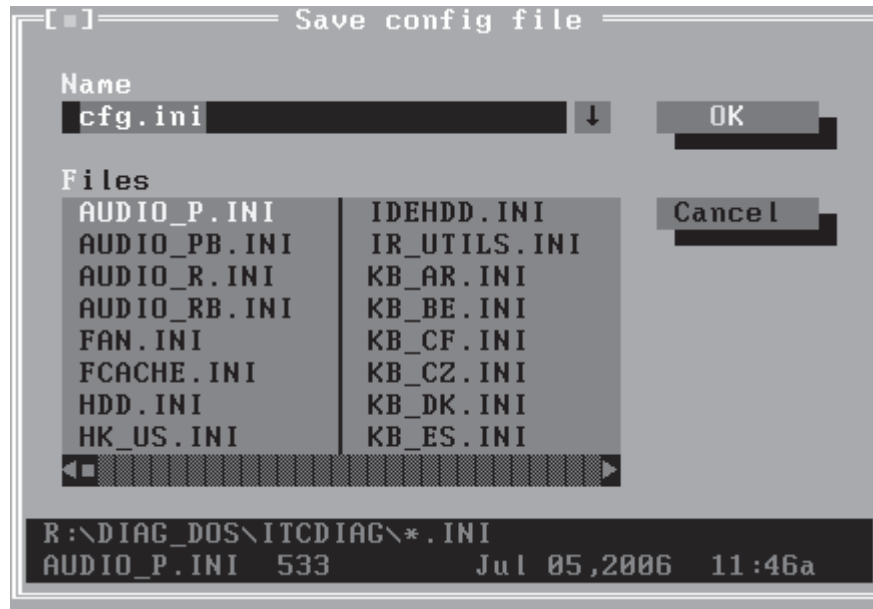 [■] Save config file
Name
cfg.ini ↓ OK
Files
AUDIO_P.INI IDEHDD.INI Cancel
AUDIO_PB.INI IR_UTILS.INI
AUDIO_R.INI KB_AR.INI
AUDIO_RB.INI KB_BE.INI
FAN.INI KB_CF.INI
FCACHE.INI KB_CZ.INI
HDD.INI KB_DK.INI
HK_US.INI KB_ES.INI
R:\DIAG_DOS\ITCDIAG\*.INI
AUDIO_P.INI 533 Jul 05,2006 11:46a